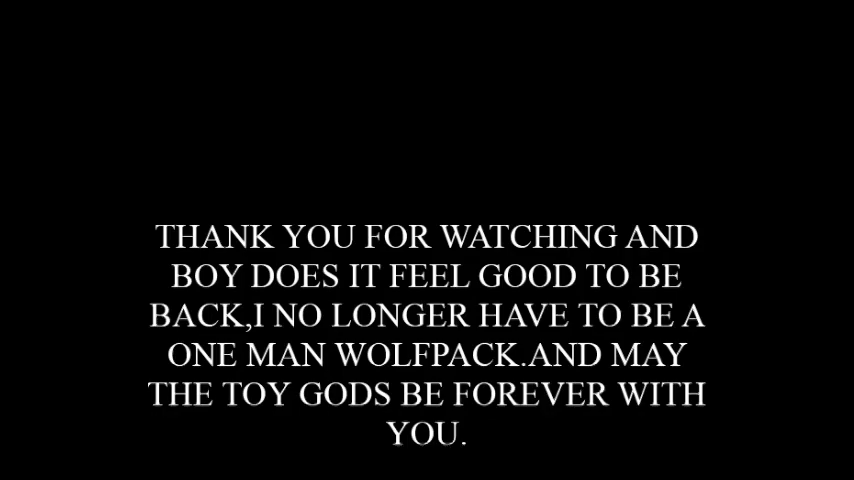 THANK YOU FOR WATCHING AND
BOY DOES IT FEEL GOOD TO BE
BACK,I NO LONGER HAVE TO BE A
ONE MAN WOLFPACK.AND MAY
THE TOY GODS BE FOREVER WITH
YOU.